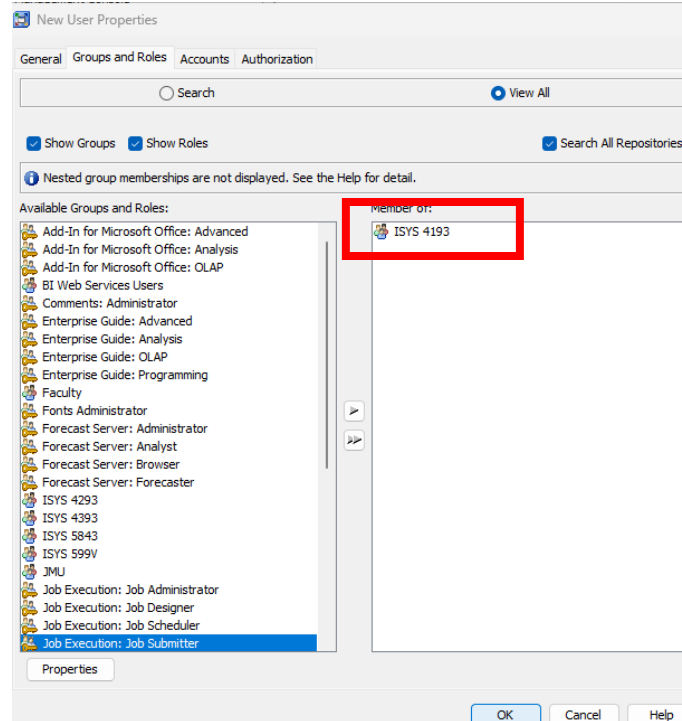 New User Properties
General Groups and Roles Accounts Authorization
Search View All
Show Groups Show Roles Search All Repositories
Nested group memberships are not displayed. See the Help for detail.
Available Groups and Roles: Member of:
Add-In for Microsoft Office: Advanced
Add-In for Microsoft Office: Analysis
Add-In for Microsoft Office: OLAP
BI Web Services Users
Comments: Administrator
Enterprise Guide: Advanced
Enterprise Guide: Analysis
Enterprise Guide: OLAP
Enterprise Guide: Programming
Faculty
Fonts Administrator
Forecast Server: Administrator
Forecast Server: Analyst
Forecast Server: Browser
Forecast Server: Forecaster
ISYS 4293
ISYS 4393
ISYS 5843
ISYS 599V
JMU
Job Execution: Job Administrator
Job Execution: Job Designer
Job Execution: Job Scheduler
Job Execution: Job Submitter
ISYS 4193
Properties
OK Cancel Help